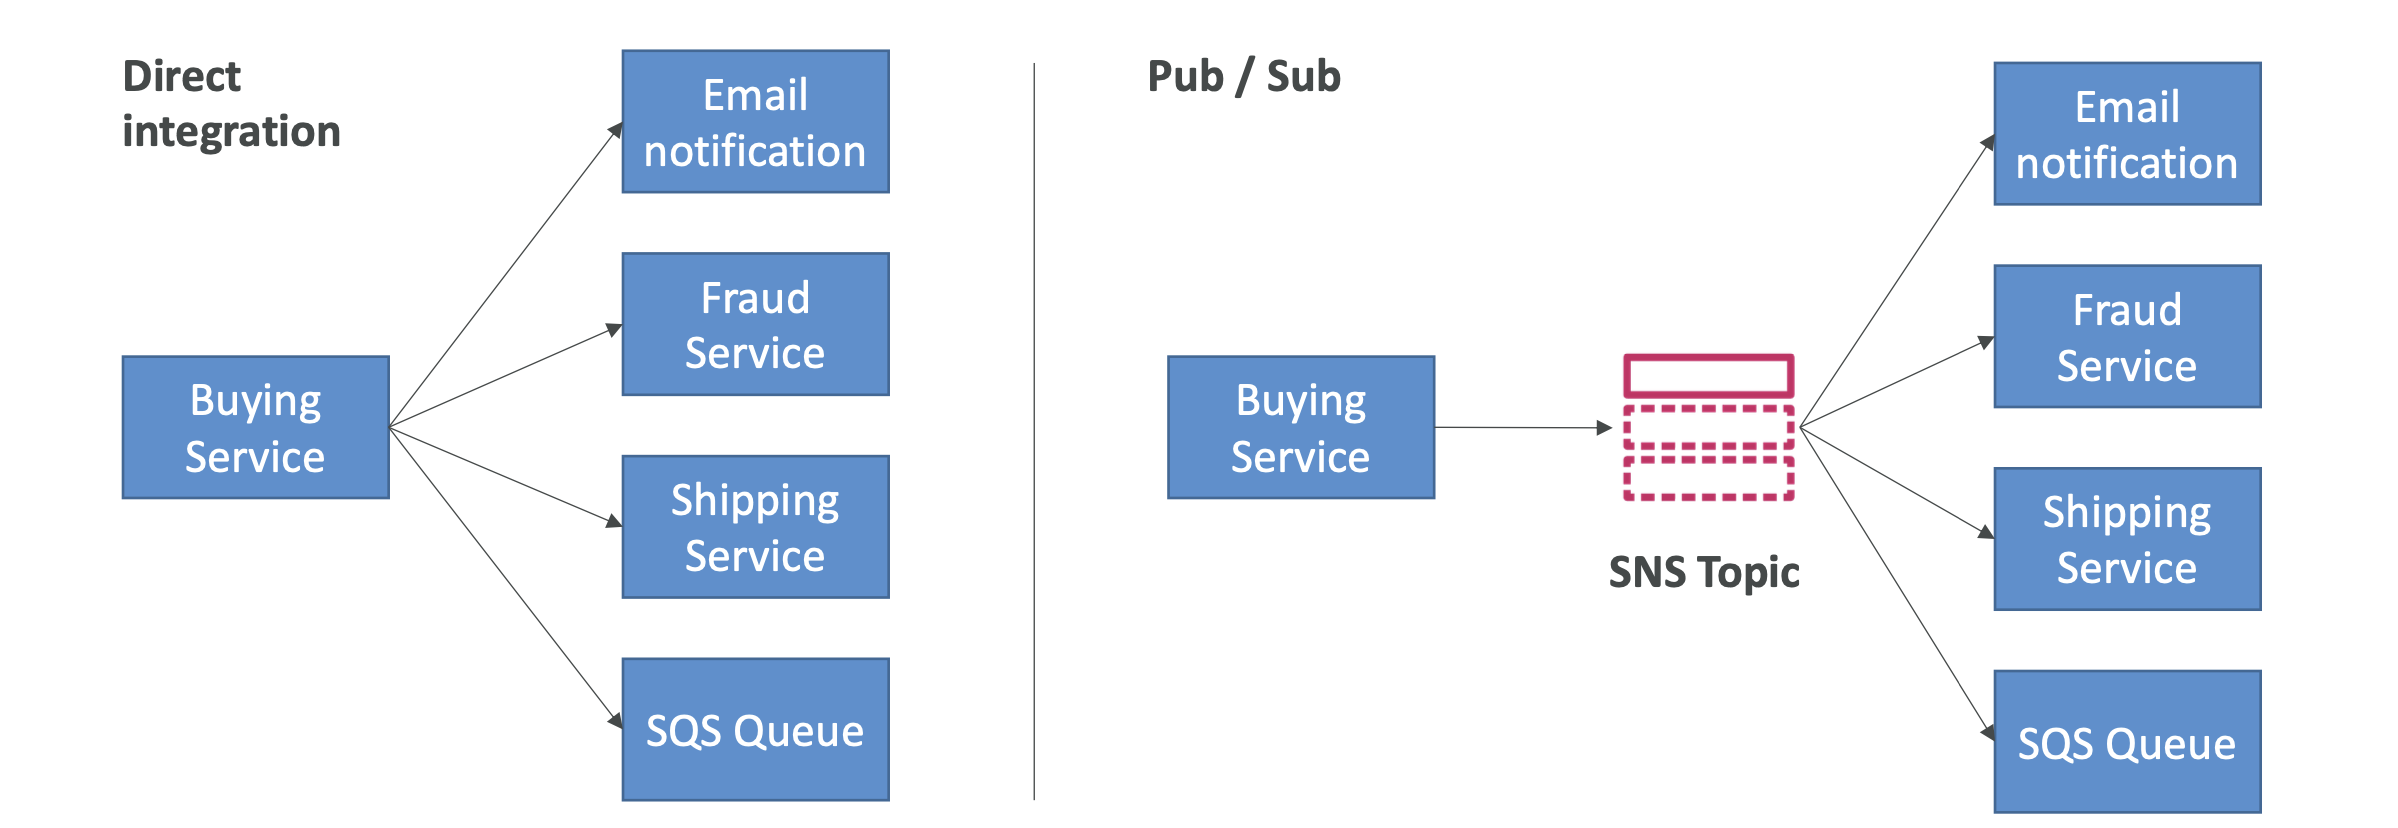 Direct
integration
Email
notification
Fraud
Service
Buying
Service
Shipping
Service
SQS Queue
Pub / Sub
Buying
Service
SNS Topic
Email
notification
Fraud
Service
Shipping
Service
SQS Queue